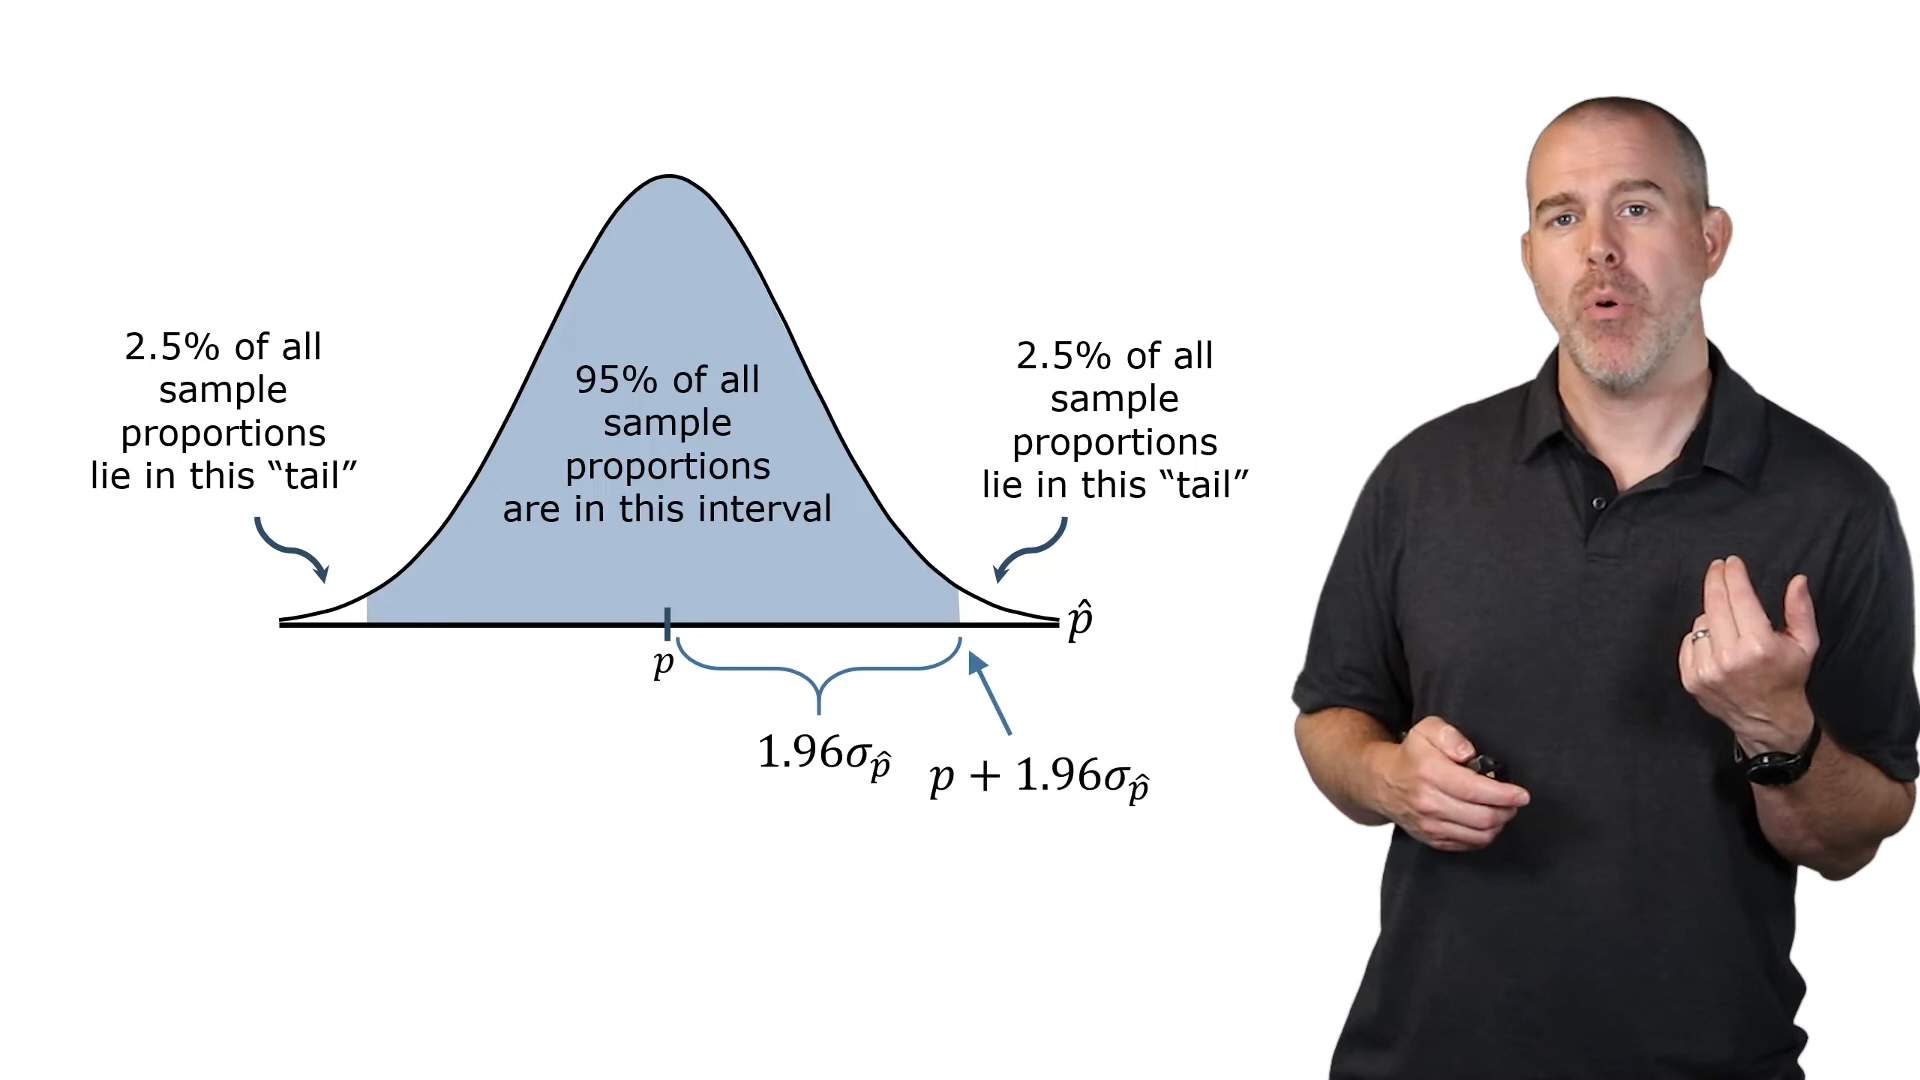 2.5% of all
sample
proportions
lie in this “tail”
95% of all
sample
proportions
are in this interval
2.5% of all
sample
proportions
lie in this “tail”
p̂
p
1.96σ_p̂
p + 1.96σ_p̂